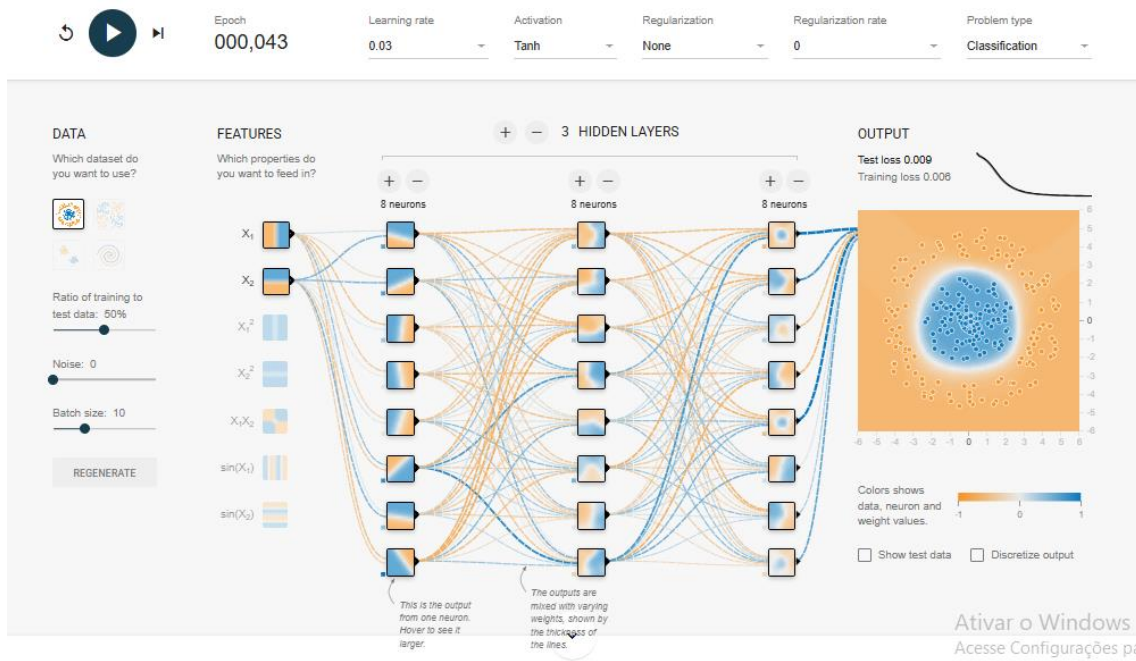 Epoch
000,043
Learning rate
0.03
Activation
Tanh
Regularization
None
Regularization rate
0
Problem type
Classification
DATA
Which dataset do
you want to use?
Ratio of training to
test data: 50%
Noise: 0
Batch size: 10
REGENERATE
FEATURES
Which properties do
you want to feed in?
X₁
X₂
X₁²
X₂²
X₁X₂
sin(X₁)
sin(X₂)
+ − 3 HIDDEN LAYERS
+ −
8 neurons
+ −
8 neurons
+ −
8 neurons
This is the output
from one neuron.
Hover to see it
larger.
The outputs are
mixed with varying
weights, shown by
the thickness of
the lines.
OUTPUT
Test loss 0.009
Training loss 0.006
6
5
4
3
2
1
0
-1
-2
-3
-4
-5
-6
-6 -5 -4 -3 -2 -1 0 1 2 3 4 5 6
Colors shows
data, neuron and
weight values.
-1 0 1
Show test data
Discretize output
Ativar o Windows
Acesse Configurações pa